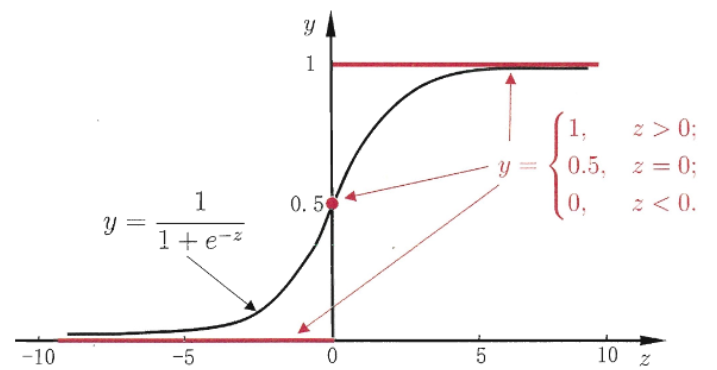 y
1
y = { 1, z > 0;
0.5, z = 0;
0, z < 0.
0.5
y = 1 / (1 + e^{-z})
-10 -5 0 5 10 z